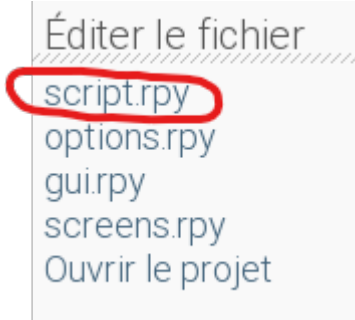 Éditer le fichier
script.rpy
options.rpy
gui.rpy
screens.rpy
Ouvrir le projet